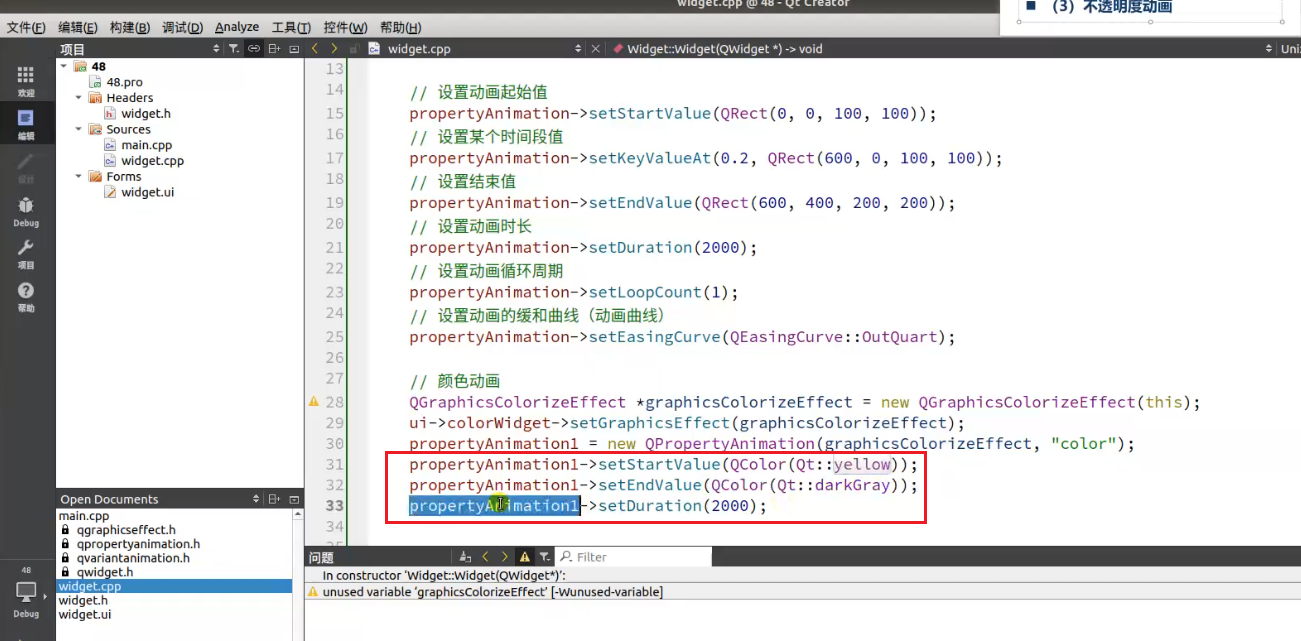 widget.cpp @ 48 - Qt Creator
■ （3）不透明度动画
文件(F) 编辑(E) 构建(B) 调试(D) Analyze 工具(T) 控件(W) 帮助(H)
项目
widget.cpp
Widget::Widget(QWidget *) -> void
Uni
欢迎
编辑
设计
Debug
项目
帮助
48
Debug
48
48.pro
Headers
widget.h
Sources
main.cpp
widget.cpp
Forms
widget.ui
Open Documents
main.cpp
qgraphicseffect.h
qpropertyanimation.h
qvariantanimation.h
qwidget.h
widget.cpp
widget.h
widget.ui
13
14 // 设置动画起始值
15 propertyAnimation->setStartValue(QRect(0, 0, 100, 100));
16 // 设置某个时间段值
17 propertyAnimation->setKeyValueAt(0.2, QRect(600, 0, 100, 100));
18 // 设置结束值
19 propertyAnimation->setEndValue(QRect(600, 400, 200, 200));
20 // 设置动画时长
21 propertyAnimation->setDuration(2000);
22 // 设置动画循环周期
23 propertyAnimation->setLoopCount(1);
24 // 设置动画的缓和曲线（动画曲线）
25 propertyAnimation->setEasingCurve(QEasingCurve::OutQuart);
26
27 // 颜色动画
28 QGraphicsColorizeEffect *graphicsColorizeEffect = new QGraphicsColorizeEffect(this);
29 ui->colorWidget->setGraphicsEffect(graphicsColorizeEffect);
30 propertyAnimation1 = new QPropertyAnimation(graphicsColorizeEffect, "color");
31 propertyAnimation1->setStartValue(QColor(Qt::yellow));
32 propertyAnimation1->setEndValue(QColor(Qt::darkGray));
33 propertyAnimation1->setDuration(2000);
34
问题
Filter
In constructor ‘Widget::Widget(QWidget*)’:
unused variable ‘graphicsColorizeEffect’ [-Wunused-variable]